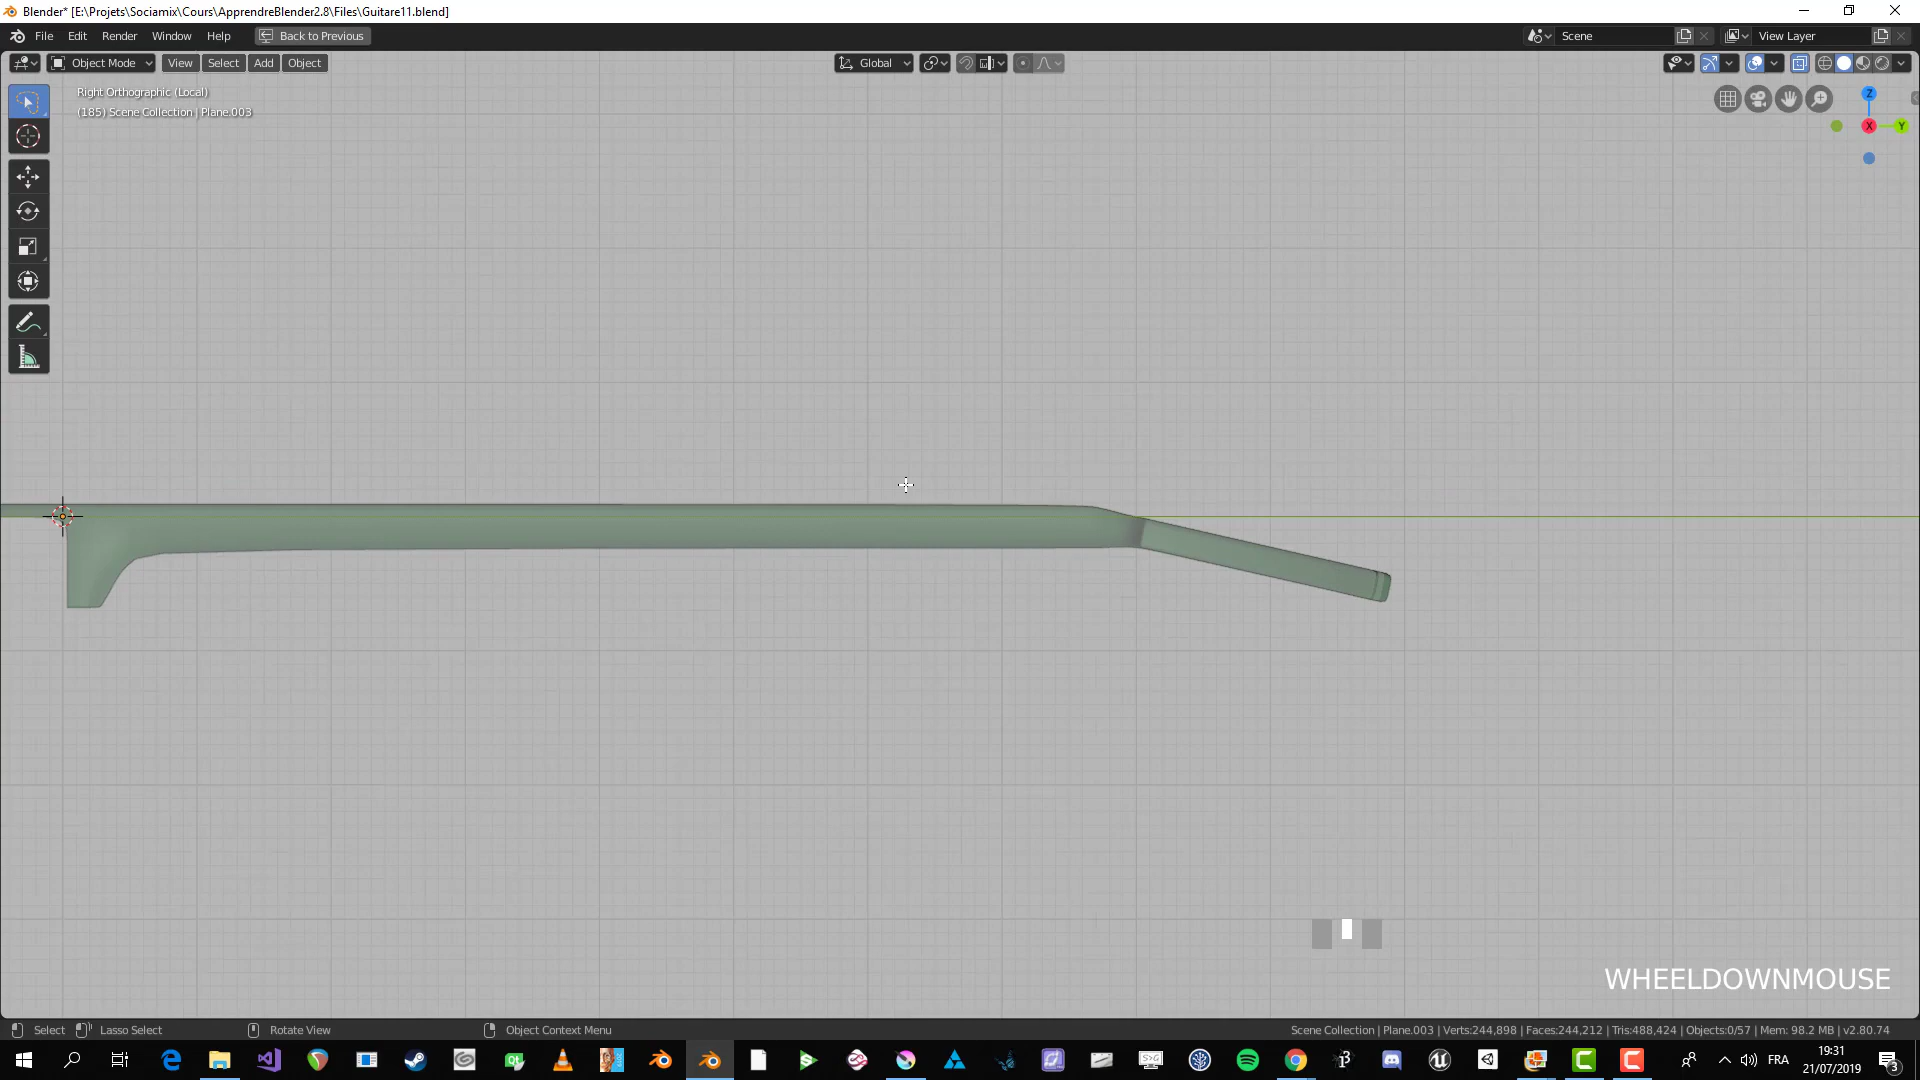 Blender* [E:\Projets\Sociamix\Cours\ApprendreBlender2.8\Files\Guitare11.blend]
File Edit Render Window Help Back to Previous Scene View Layer
Object Mode View Select Add Object Global
Right Orthographic (Local)
(185) Scene Collection | Plane.003
Z
X
Y
WHEELDOWNMOUSE
Select Lasso Select Rotate View Object Context Menu Scene Collection | Plane.003 | Verts:244,898 | Faces:244,212 | Tris:488,424 | Objects:0/57 | Mem: 98.2 MB | v2.80.74
FRA
19:31
21/07/2019
3